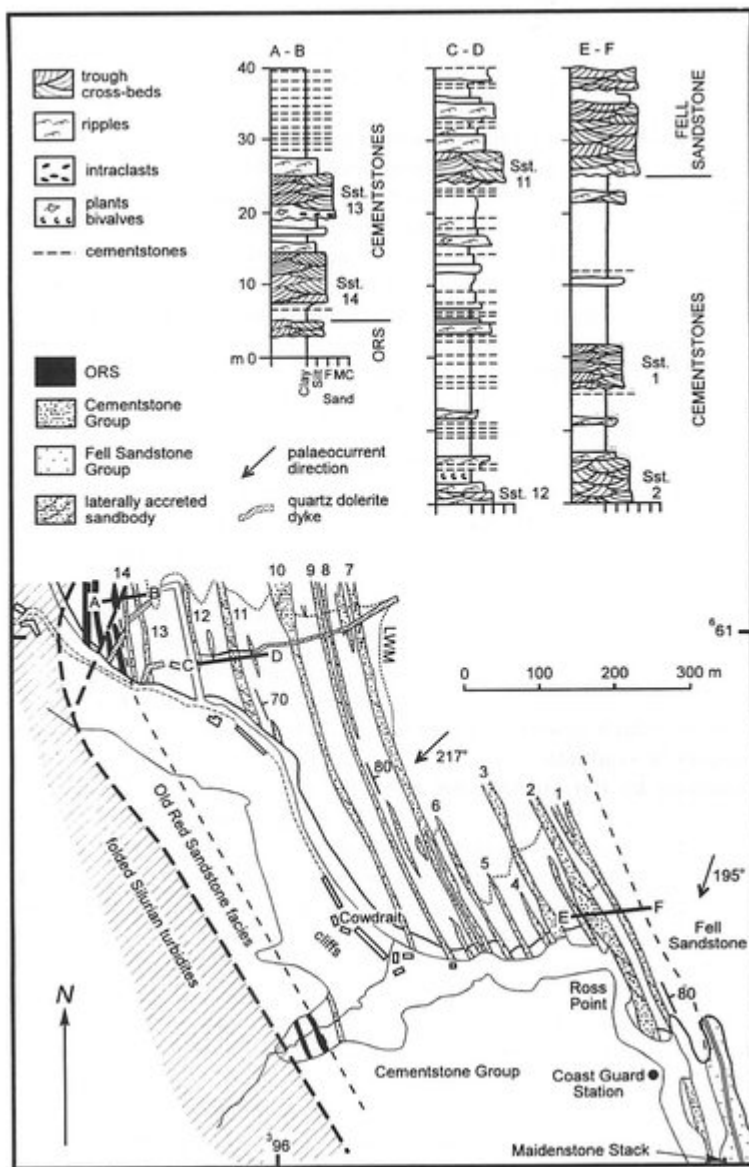 A - B
C - D
E - F
trough
cross-beds
ripples
intraclasts
plants
bivalves
cementstones
40
30
20
10
m 0
Sst.
13
Sst.
14
CEMENTSTONES
ORS
Clay
Silt
F
M
C
Sand
Sst.
11
Sst. 12
FELL
SANDSTONE
CEMENTSTONES
Sst.
1
Sst.
2
ORS
Cementstone
Group
Fell Sandstone
Group
laterally accreted
sandbody
palaeocurrent
direction
quartz dolerite
dyke
14
A
B
13
12
11
10
9
8
7
C
D
70
LWM
⁶61
0 100 200 300 m
80
217°
6
5
4
3
2
1
195°
E
F
Fell
Sandstone
80
Old Red Sandstone facies
folded Silurian turbidites
cliffs
Cowdrait
Ross
Point
Cementstone Group
Coast Guard
Station
Maidenstone Stack
N
³96